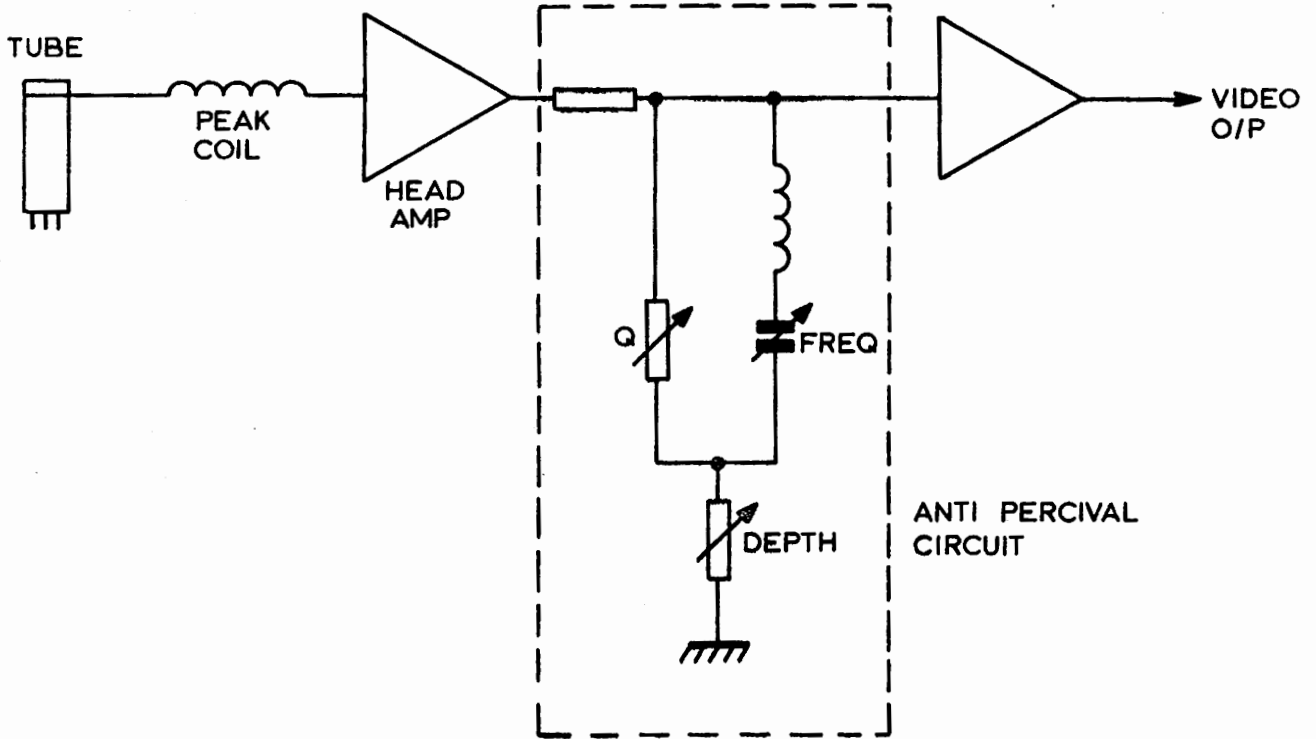 TUBE
PEAK
COIL
HEAD
AMP
VIDEO
O/P
Q
FREQ
DEPTH
ANTI PERCIVAL
CIRCUIT